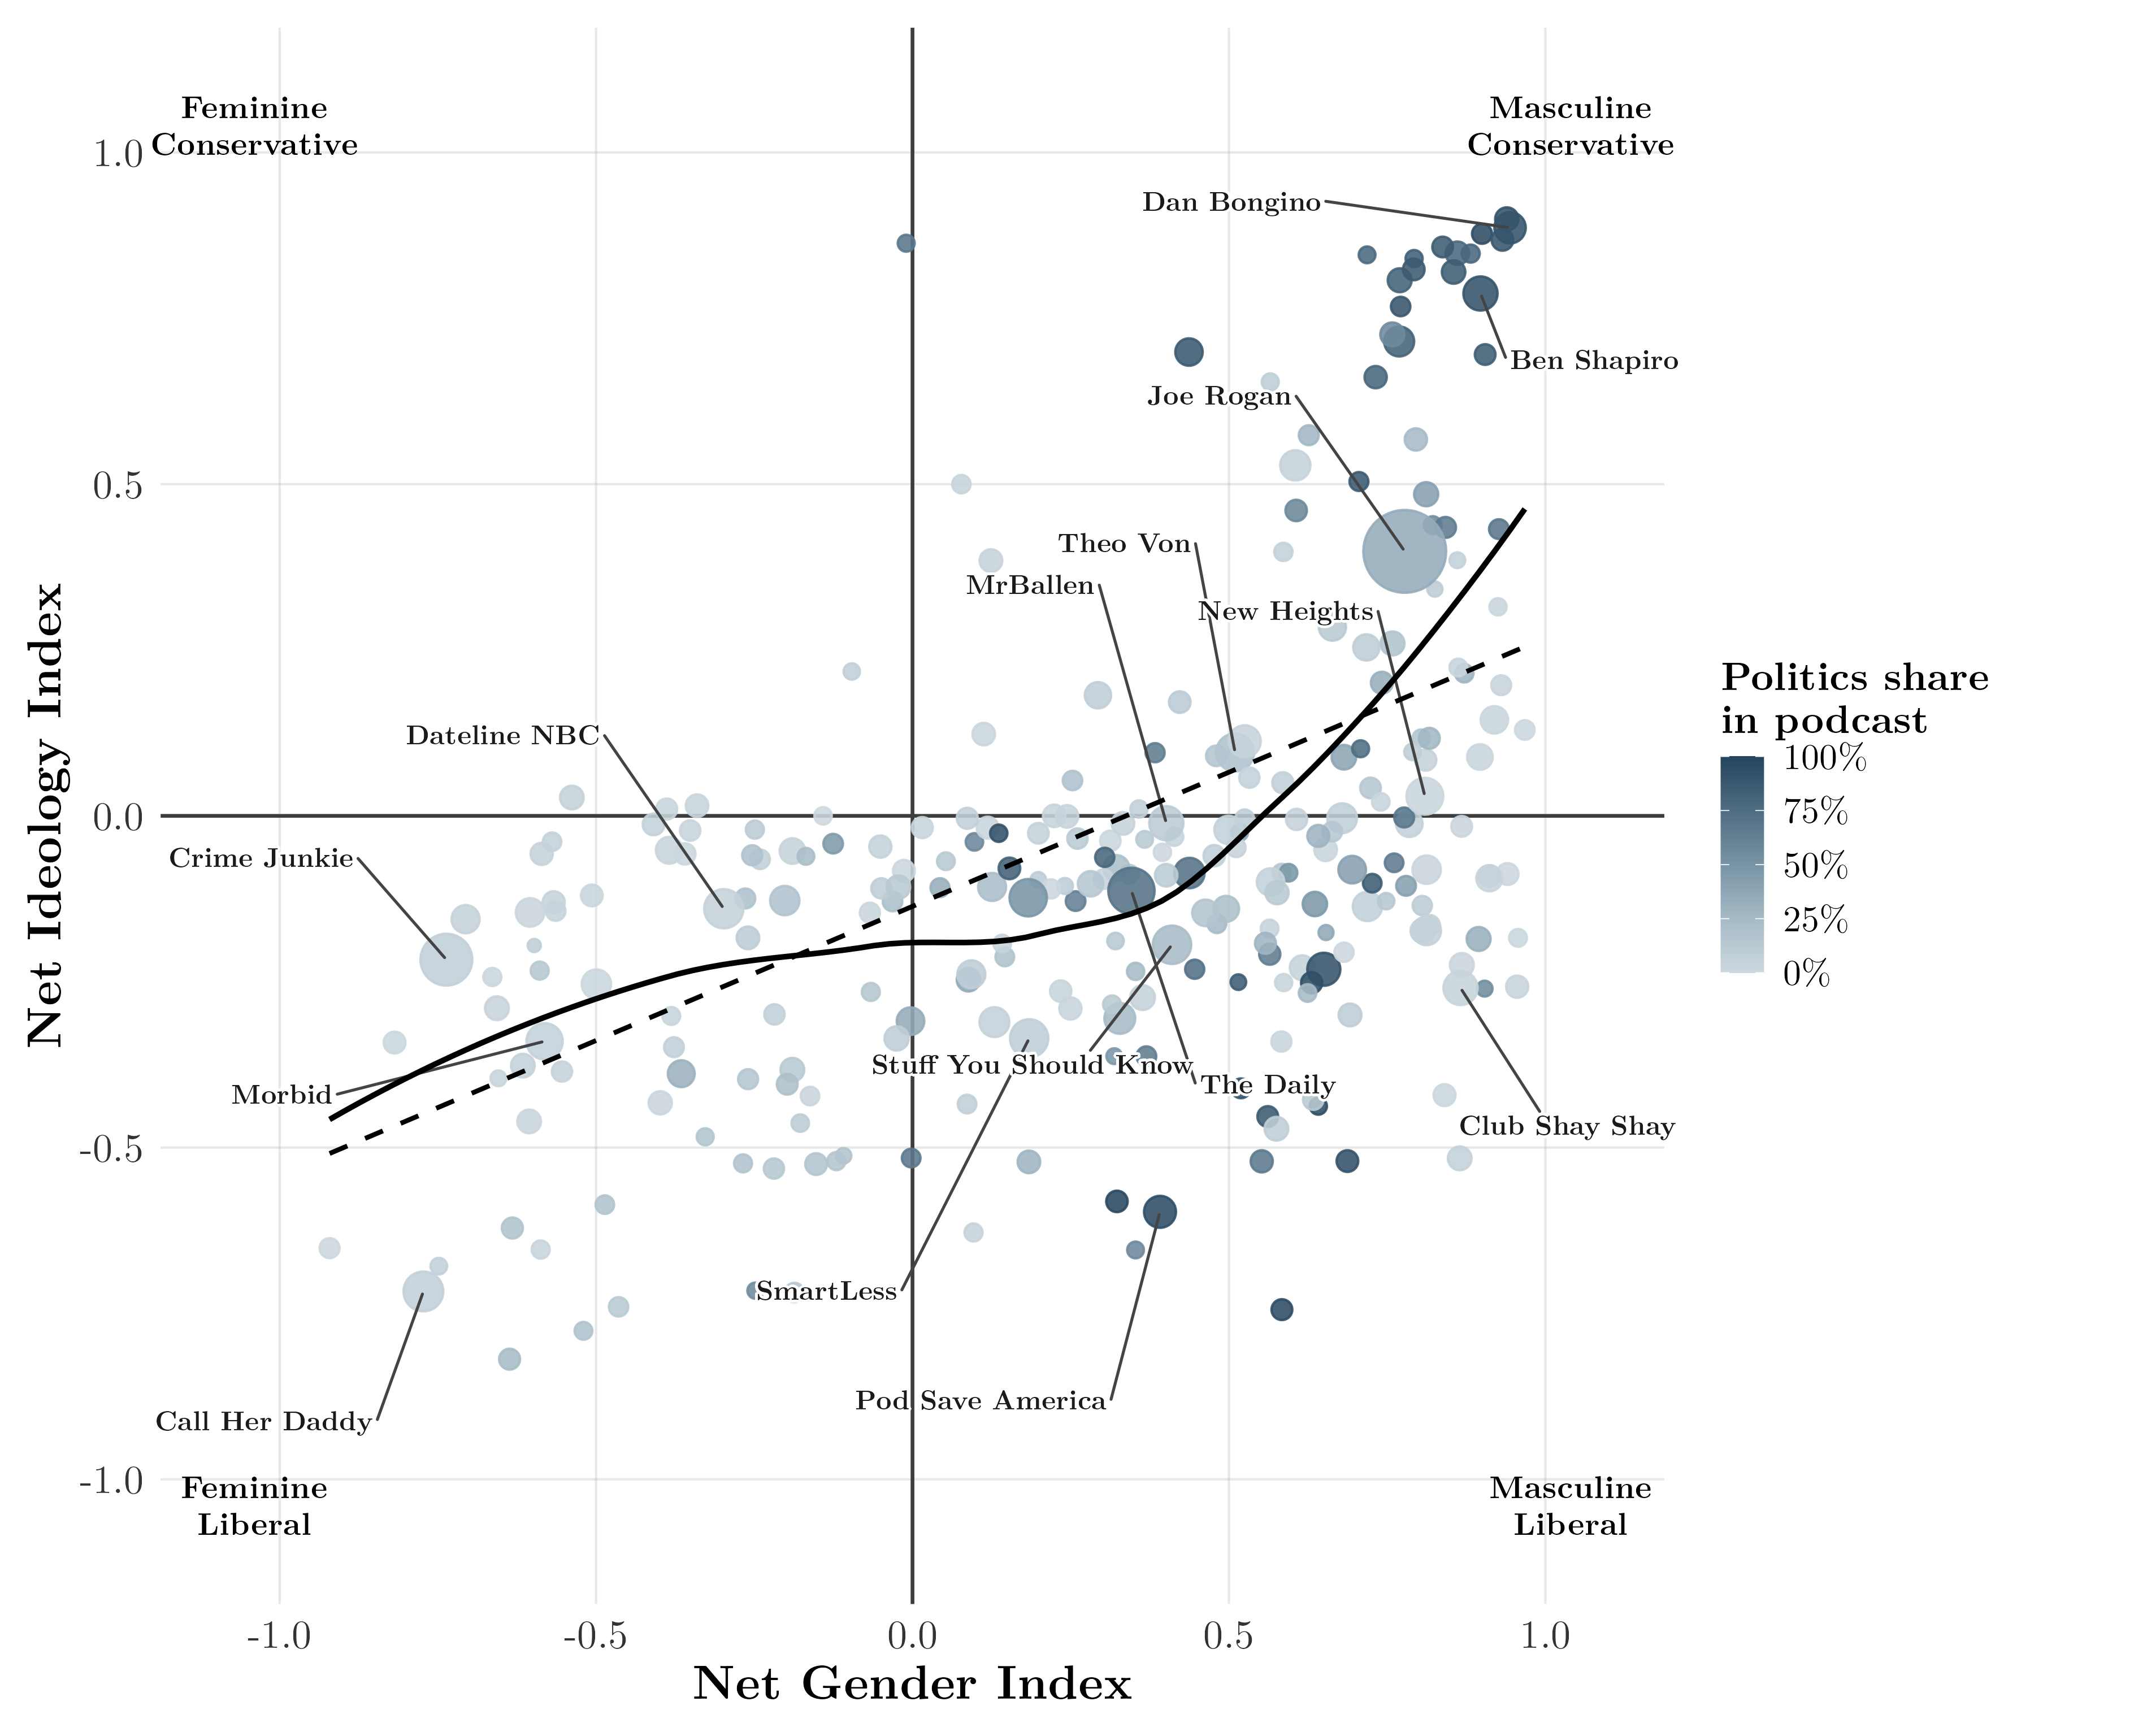 Feminine
Conservative
Masculine
Conservative
1.0
Dan Bongino
Ben Shapiro
Joe Rogan
0.5
Theo Von
MrBallen
New Heights
Politics share
in podcast
100%
75%
50%
25%
0%
Dateline NBC
0.0
Crime Junkie
Net Ideology Index
Stuff You Should Know
The Daily
Morbid
Club Shay Shay
-0.5
SmartLess
Pod Save America
Call Her Daddy
-1.0
Feminine
Liberal
Masculine
Liberal
-1.0
-0.5
0.0
0.5
1.0
Net Gender Index